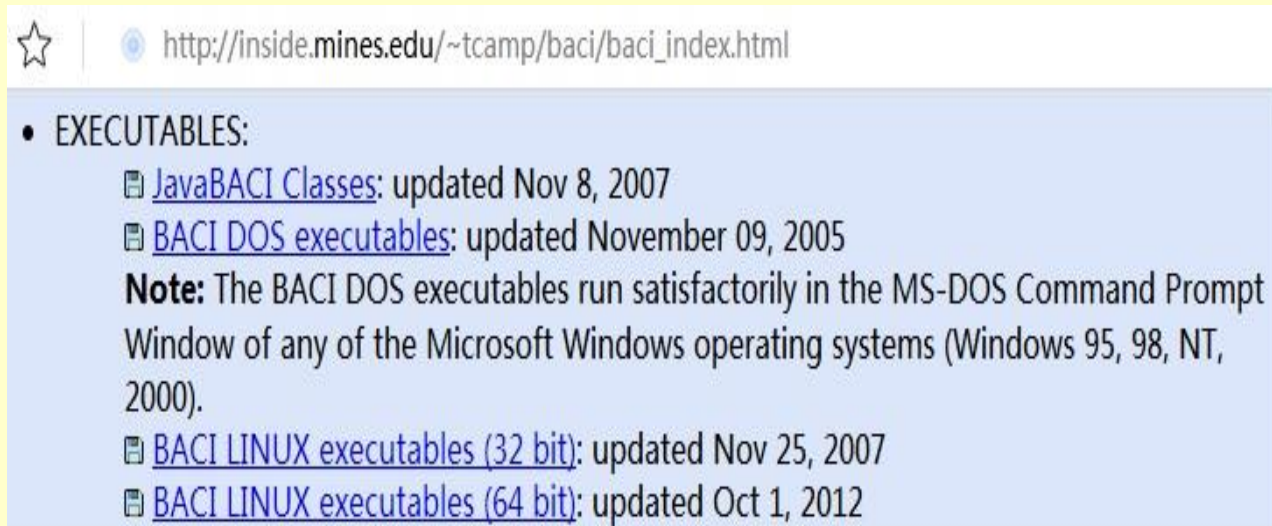 http://inside.mines.edu/~tcamp/baci/baci_index.html
• EXECUTABLES:
JavaBACI Classes: updated Nov 8, 2007
BACI DOS executables: updated November 09, 2005
Note: The BACI DOS executables run satisfactorily in the MS-DOS Command Prompt
Window of any of the Microsoft Windows operating systems (Windows 95, 98, NT,
2000).
BACI LINUX executables (32 bit): updated Nov 25, 2007
BACI LINUX executables (64 bit): updated Oct 1, 2012